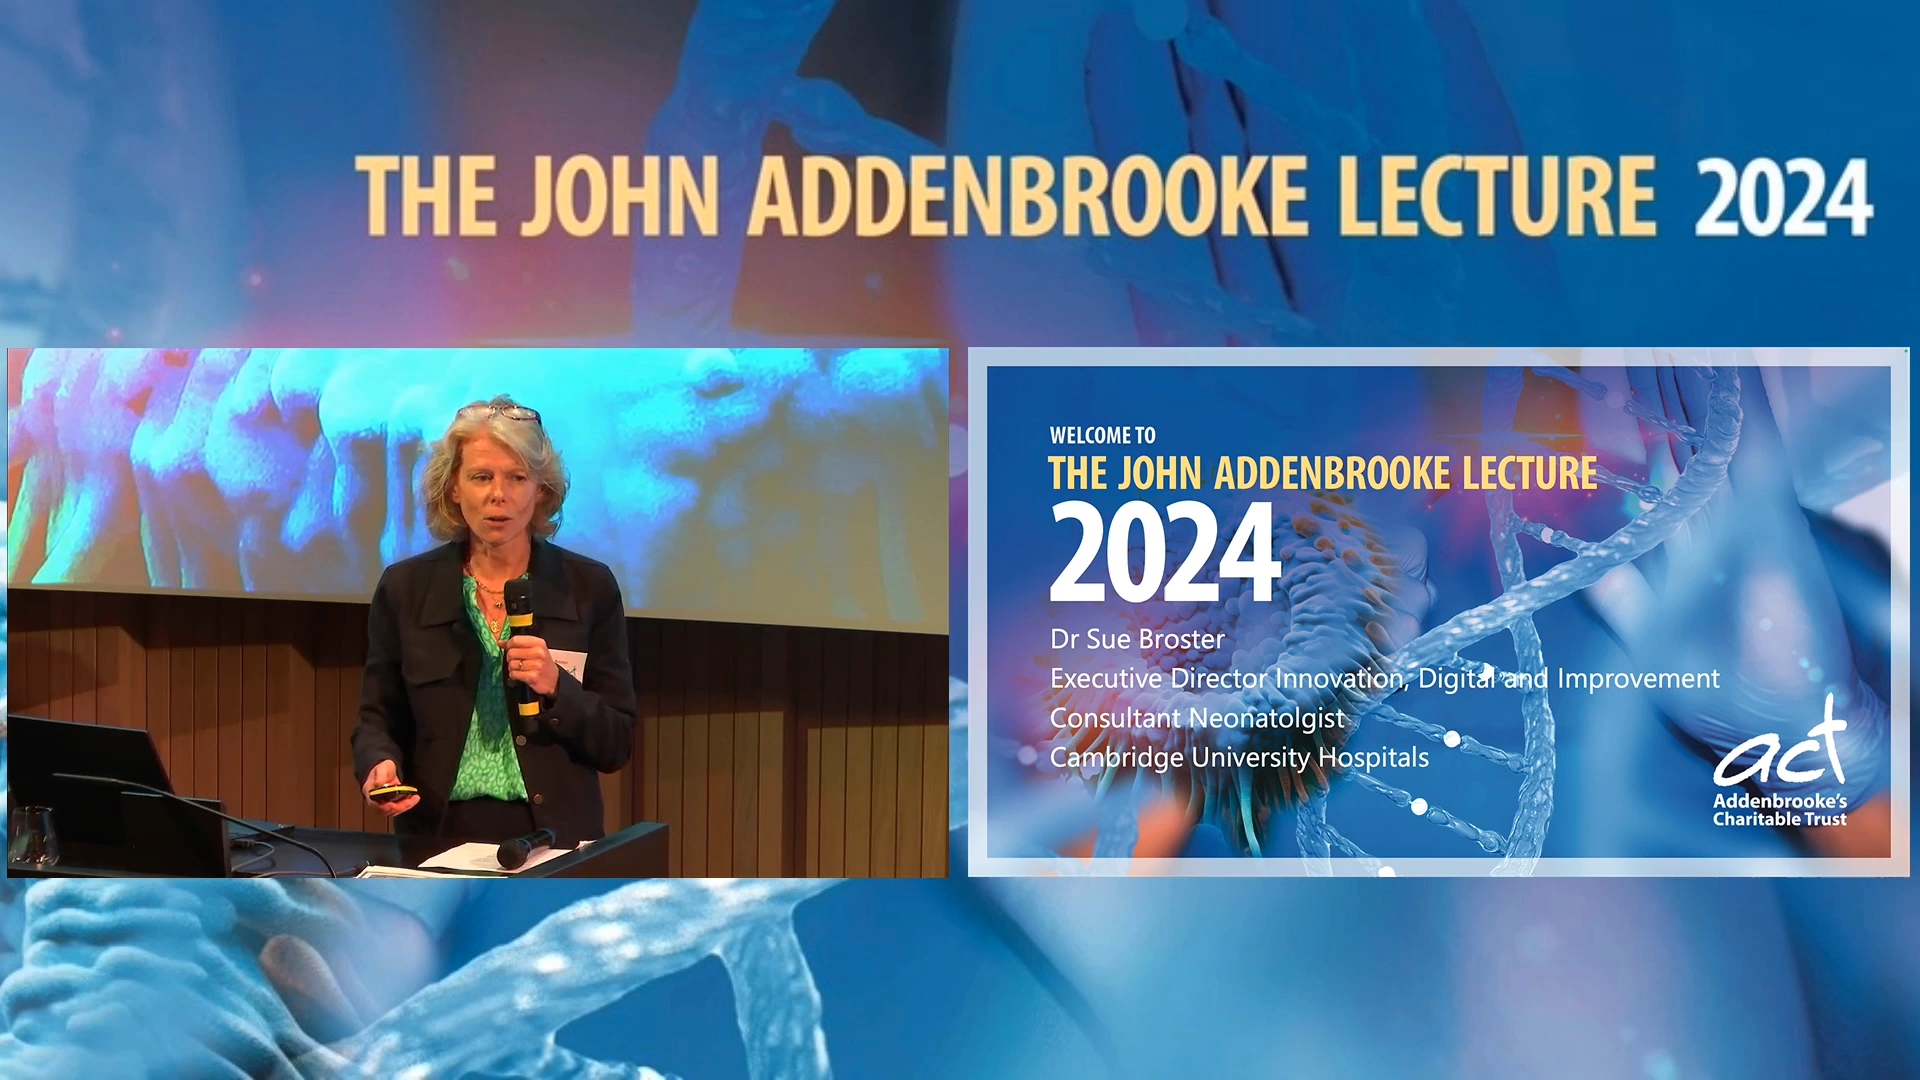 THE JOHN ADDENBROOKE LECTURE 2024
WELCOME TO
THE JOHN ADDENBROOKE LECTURE
2024
Dr Sue Broster
Executive Director Innovation, Digital and Improvement
Consultant Neonatolgist
Cambridge University Hospitals
act
Addenbrooke's
Charitable Trust